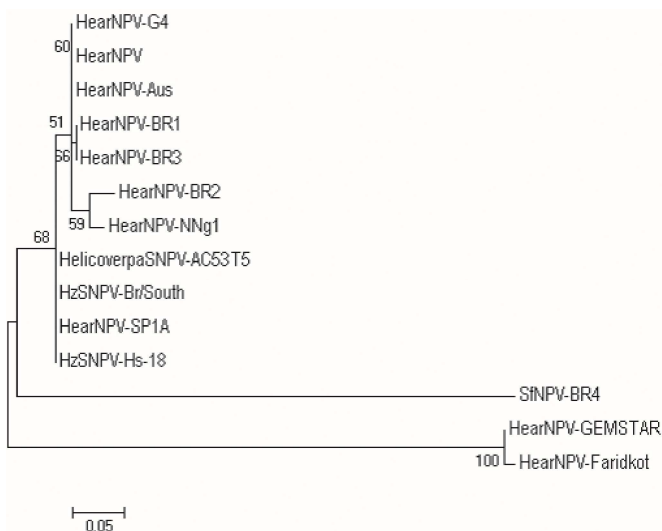 HearNPV-G4
60
HearNPV
HearNPV-Aus
51
HearNPV-BR1
66
HearNPV-BR3
HearNPV-BR2
59
HearNPV-NNg1
68
HelicoverpaSNPV-AC53T5
HzSNPV-Br/South
HearNPV-SP1A
HzSNPV-Hs-18
SfNPV-BR4
HearNPV-GEMSTAR
100
HearNPV-Faridkot
0.05